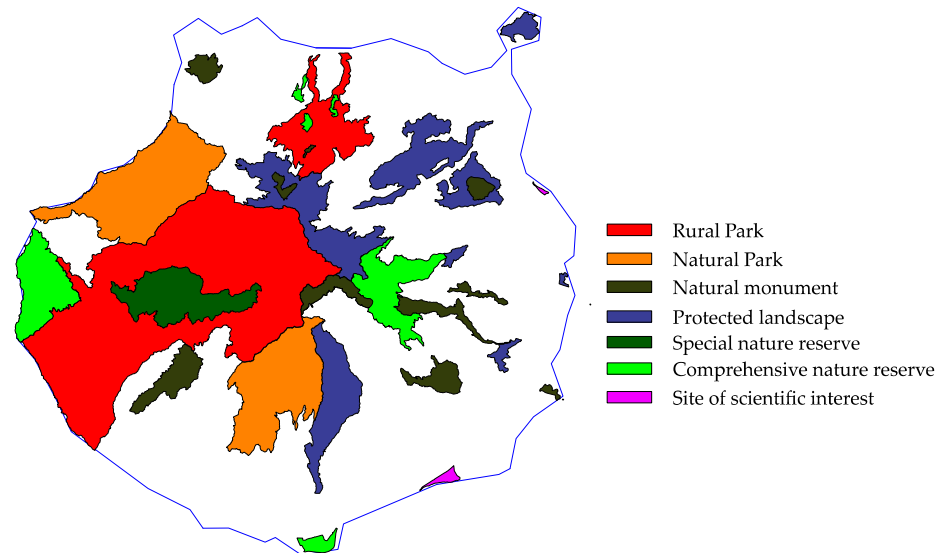 Rural Park
Natural Park
Natural monument
Protected landscape
Special nature reserve
Comprehensive nature reserve
Site of scientific interest